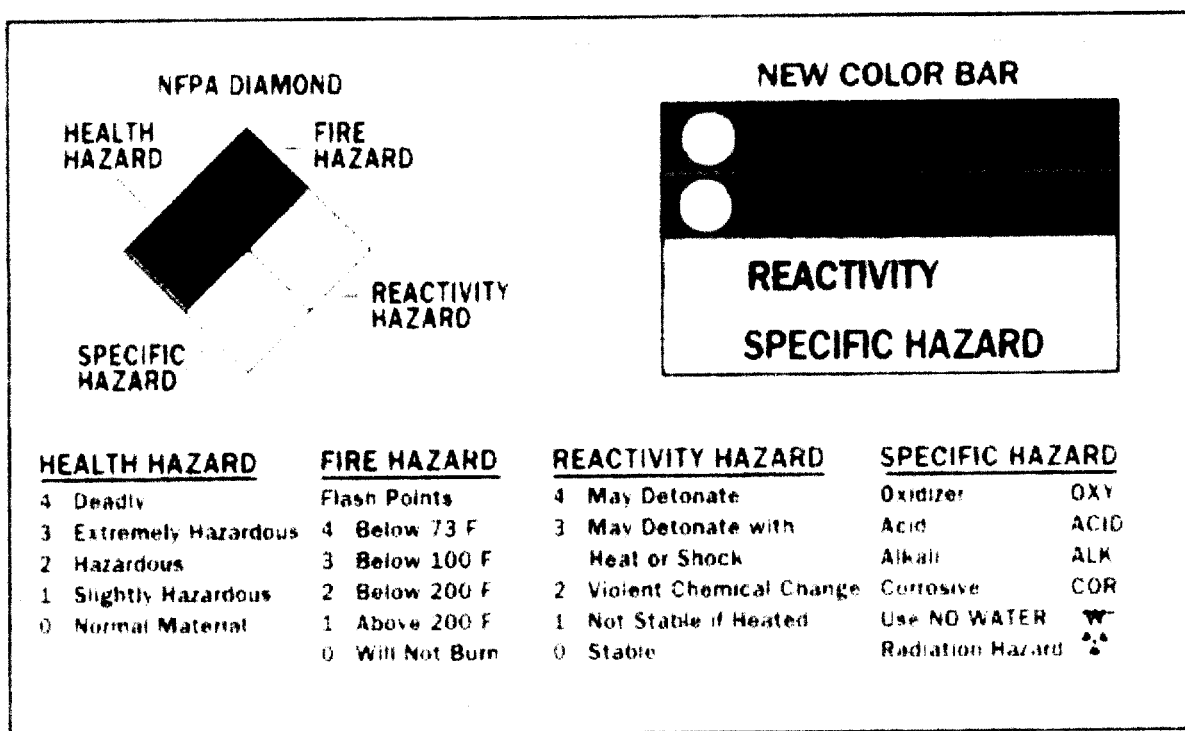 NFPA DIAMOND
HEALTH
HAZARD
FIRE
HAZARD
REACTIVITY
HAZARD
SPECIFIC
HAZARD
NEW COLOR BAR
REACTIVITY
SPECIFIC HAZARD
HEALTH HAZARD
4 Deadly
3 Extremely Hazardous
2 Hazardous
1 Slightly Hazardous
0 Normal Material
FIRE HAZARD
Flash Points
4 Below 73 F
3 Below 100 F
2 Below 200 F
1 Above 200 F
0 Will Not Burn
REACTIVITY HAZARD
4 May Detonate
3 May Detonate with
Heat or Shock
2 Violent Chemical Change
1 Not Stable if Heated
0 Stable
SPECIFIC HAZARD
Oxidizer OXY
Acid ACID
Alkali ALK
Corrosive COR
Use NO WATER W
Radiation Hazard